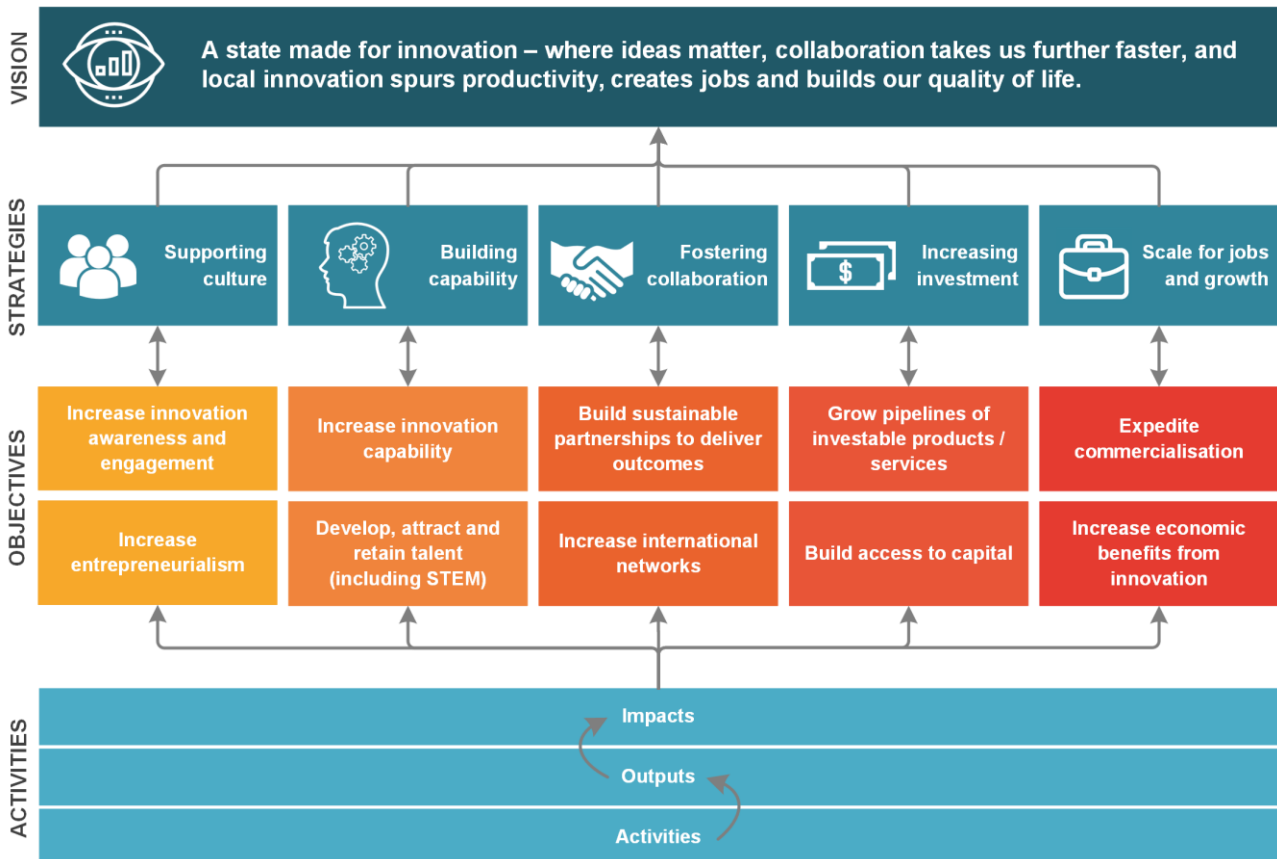 VISION
A state made for innovation – where ideas matter, collaboration takes us further faster, and
local innovation spurs productivity, creates jobs and builds our quality of life.
STRATEGIES
Supporting
culture
Building
capability
Fostering
collaboration
$
Increasing
investment
Scale for jobs
and growth
OBJECTIVES
Increase innovation
awareness and
engagement
Increase innovation
capability
Build sustainable
partnerships to deliver
outcomes
Grow pipelines of
investable products /
services
Expedite
commercialisation
Increase
entrepreneurialism
Develop, attract and
retain talent
(including STEM)
Increase international
networks
Build access to capital
Increase economic
benefits from
innovation
ACTIVITIES
Impacts
Outputs
Activities